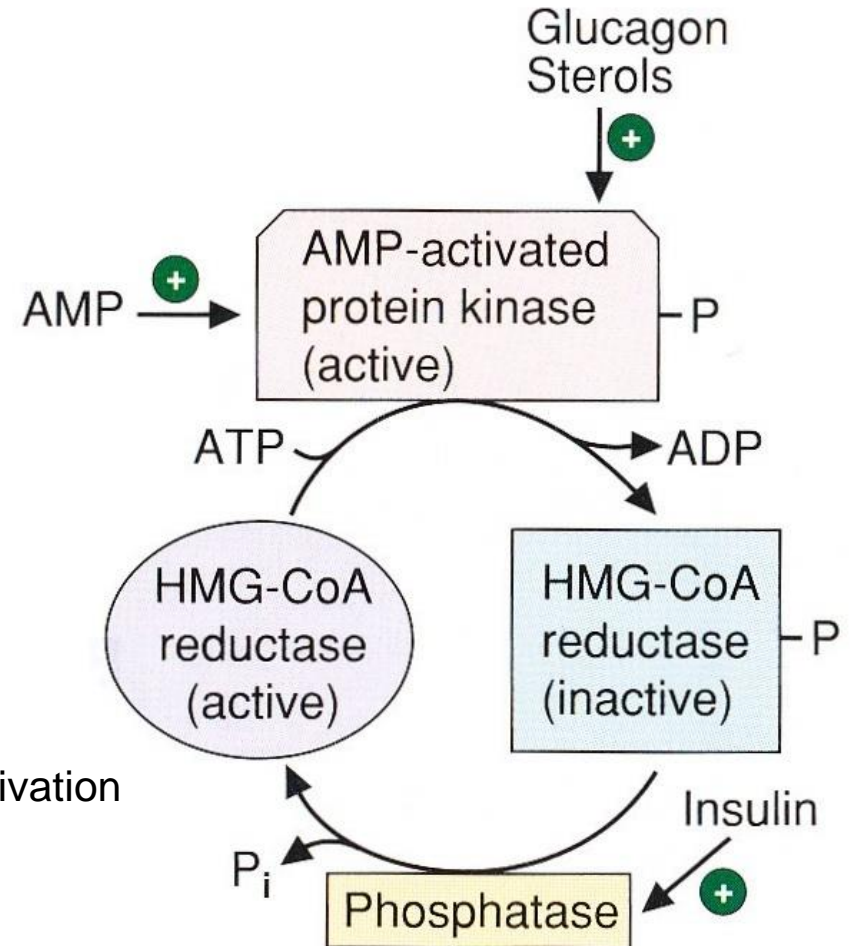 Glucagon
Sterols
+
AMP-activated
protein kinase
(active)
+
AMP
P
ATP
ADP
HMG-CoA
reductase
(active)
HMG-CoA
reductase
(inactive)
P
ivation
Insulin
Pi
+
Phosphatase